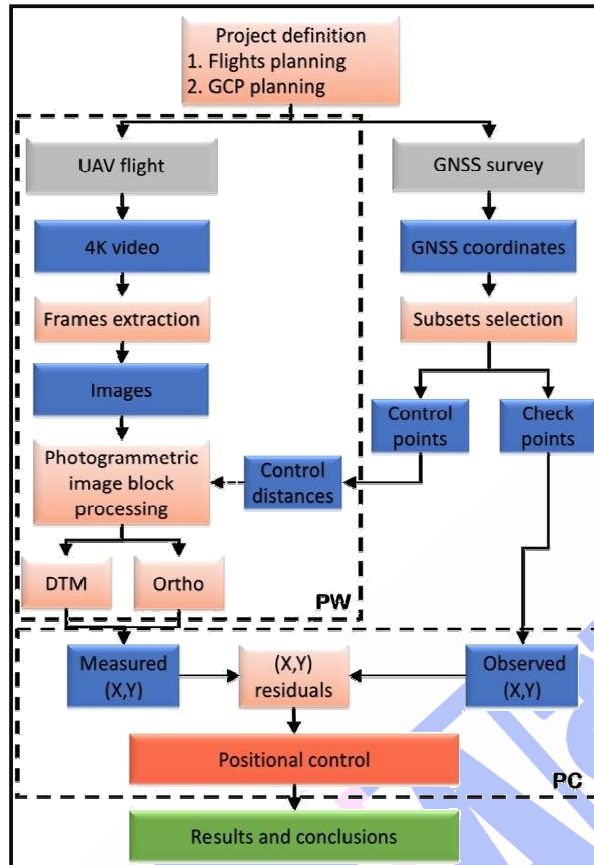 Project definition
1. Flights planning
2. GCP planning
UAV flight
GNSS survey
4K video
GNSS coordinates
Frames extraction
Subsets selection
Images
Control
points
Check
points
Photogrammetric
image block
processing
Control
distances
DTM
Ortho
PW
Measured
(X,Y)
(X,Y)
residuals
Observed
(X,Y)
Positional control
PC
Results and conclusions